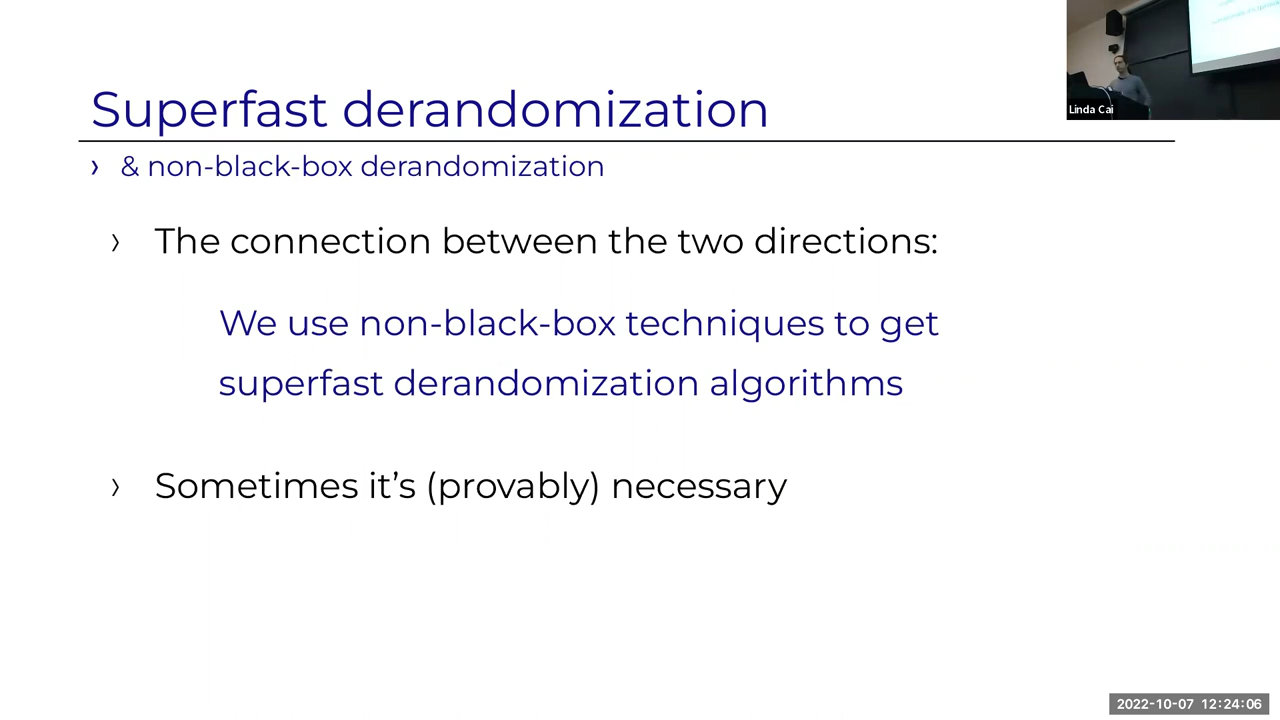 Superfast derandomization
› & non-black-box derandomization
› The connection between the two directions:
We use non-black-box techniques to get
superfast derandomization algorithms
› Sometimes it's (provably) necessary
Linda Cai
2022-10-07 12:24:06